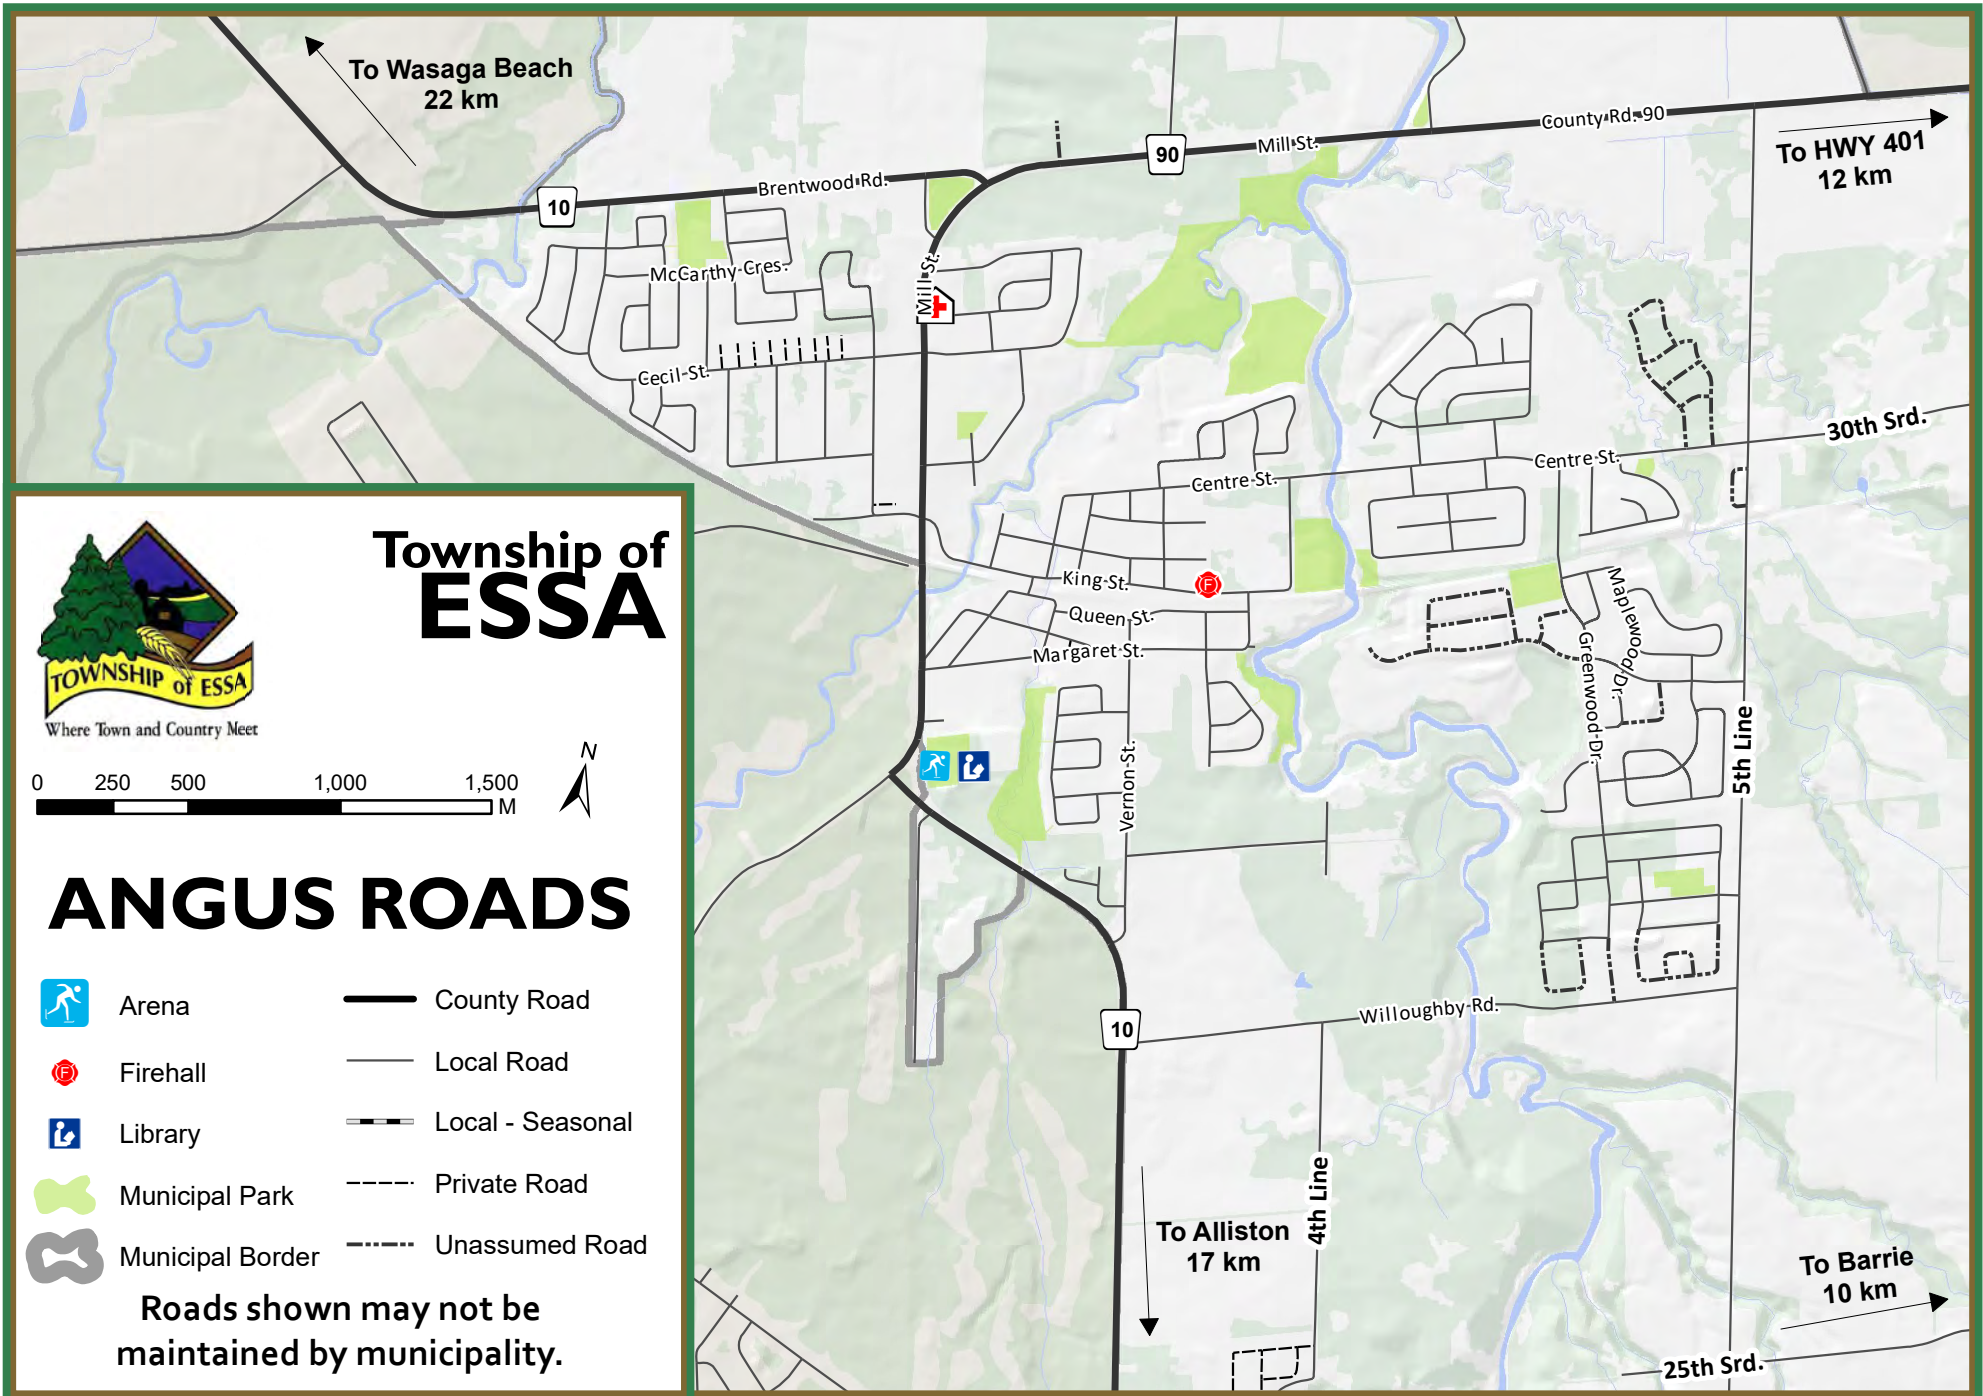 To Wasaga Beach
22 km
10
Brentwood Rd.
90
Mill St.
County Rd. 90
To HWY 401
12 km
McCarthy Cres.
Mill St.
Cecil St.
30th Srd.
Centre St.
Centre St.
King St.
F
Queen St.
Margaret St.
Maplewood Dr.
Greenwood Dr.
5th Line
Vernon St.
Willoughby Rd.
10
4th Line
To Alliston
17 km
To Barrie
10 km
25th Srd.
Township of
ESSA
TOWNSHIP of ESSA
Where Town and Country Meet
N
0 250 500 1,000 1,500
M
ANGUS ROADS
Arena
County Road
F
Firehall
Local Road
Library
Local - Seasonal
Municipal Park
Private Road
Municipal Border
Unassumed Road
Roads shown may not be
maintained by municipality.